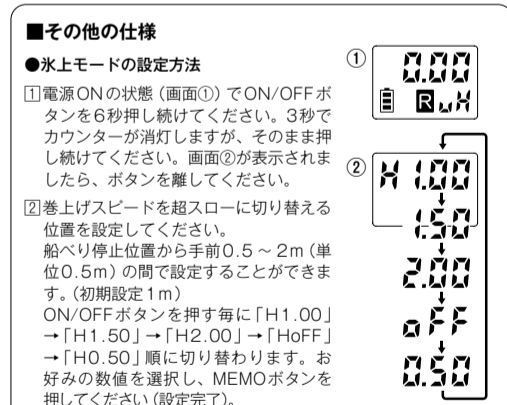 ■その他の仕様
●氷上モードの設定方法
1 電源ONの状態（画面①）でON/OFFボ
タンを6秒押し続けてください。3秒で
カウンターが消灯しますが、そのまま押
し続けてください。画面②が表示されま
したら、ボタンを離してください。
2 巻上げスピードを超スローに切り替える
位置を設定してください。
船べり停止位置から手前0.5～2m（単
位0.5m）の間で設定することができま
す。（初期設定1m）
ON/OFFボタンを押す毎に「H1.00」
→「H1.50」→「H2.00」→「HoFF」
→「H0.50」順に切り替わります。お
好みの数値を選択し、MEMOボタンを
押してください（設定完了）。
①
0.00
R
②
H 1.00
1.50
2.00
oFF
0.50